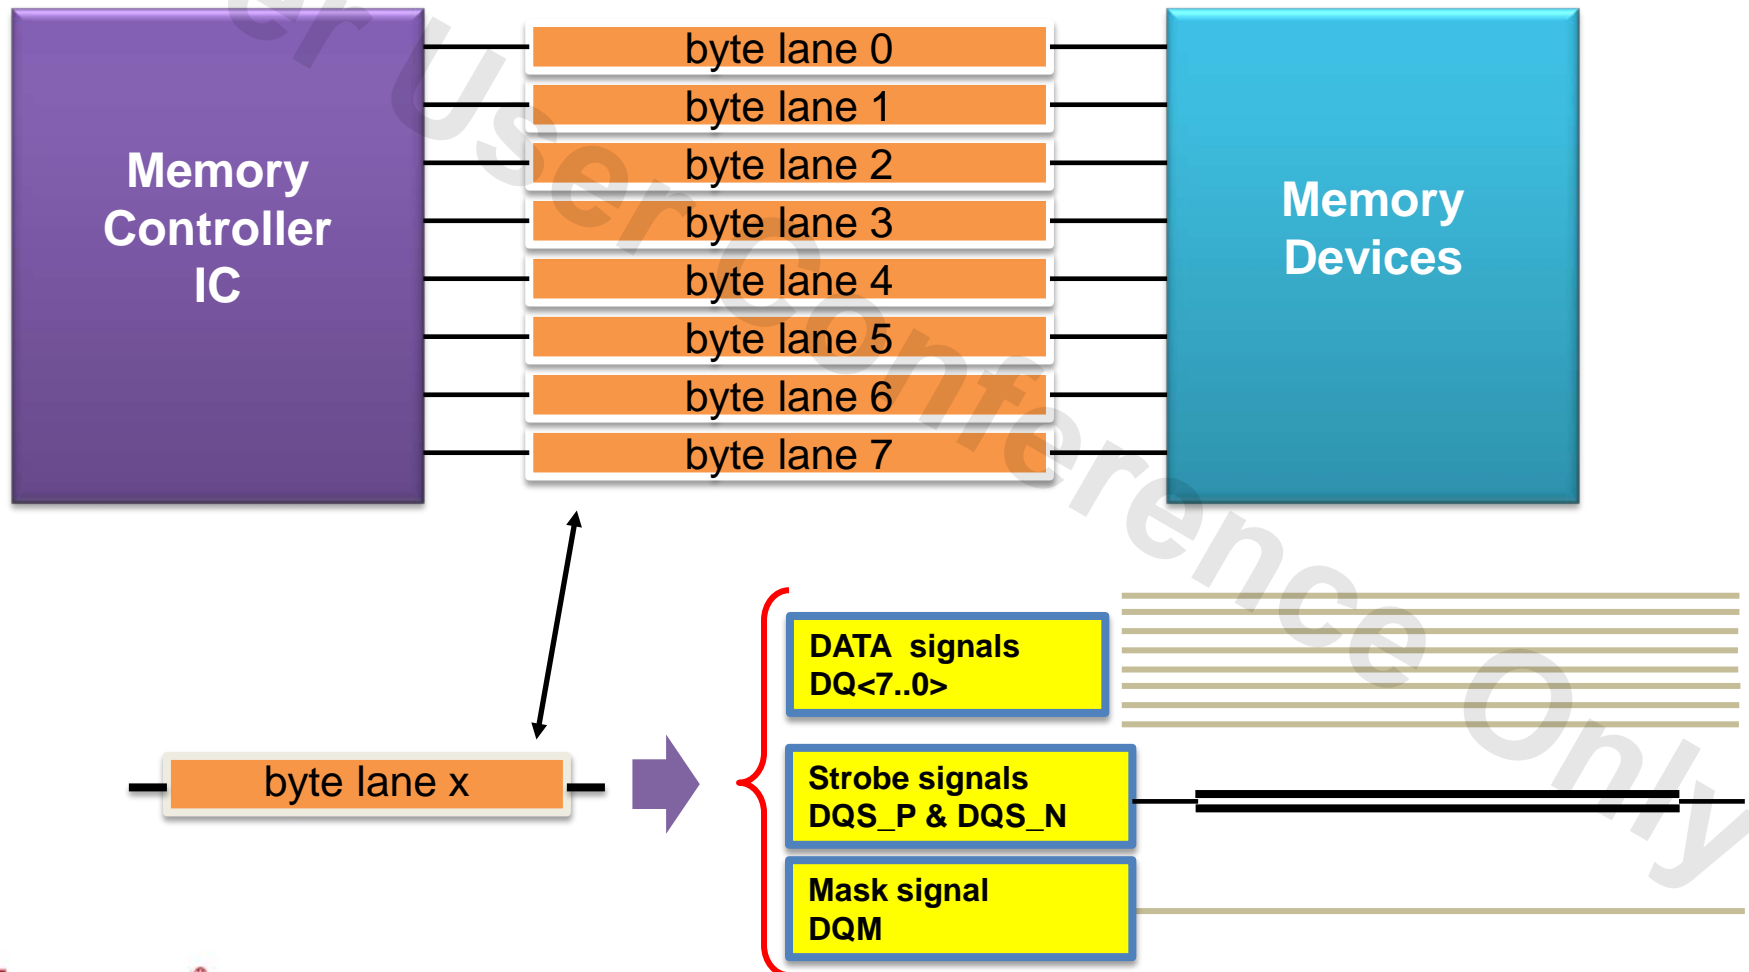 Memory
Controller
IC
byte lane 0
byte lane 1
byte lane 2
byte lane 3
byte lane 4
byte lane 5
byte lane 6
byte lane 7
Memory
Devices
byte lane x
DATA signals
DQ<7..0>
Strobe signals
DQS_P & DQS_N
Mask signal
DQM
User Conference Only